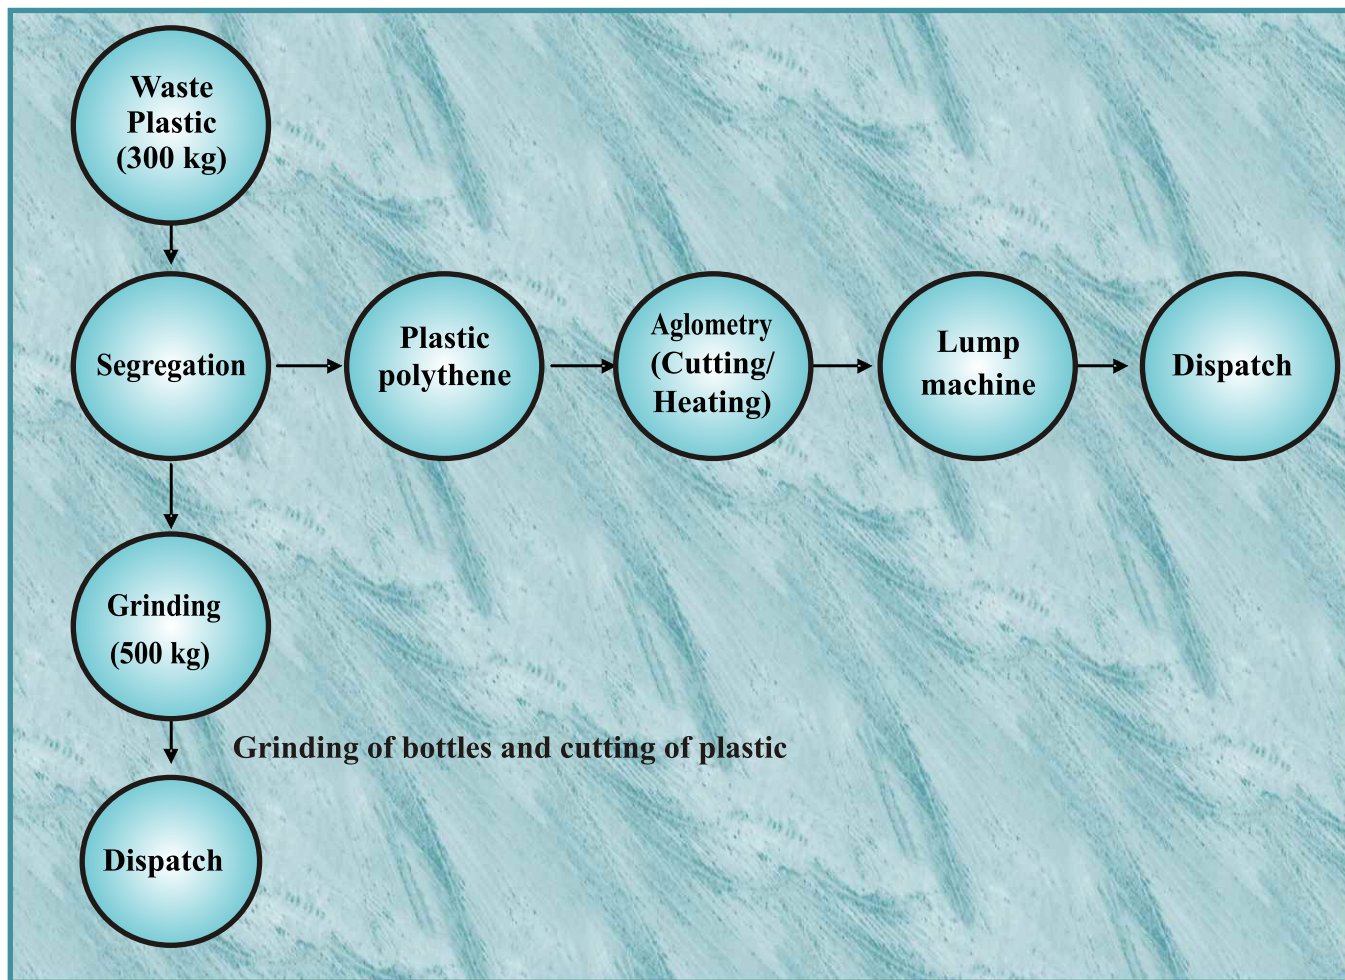 Waste
Plastic
(300 kg)
Segregation
Plastic
polythene
Aglometry
(Cutting/
Heating)
Lump
machine
Dispatch
Grinding
(500 kg)
Grinding of bottles and cutting of plastic
Dispatch